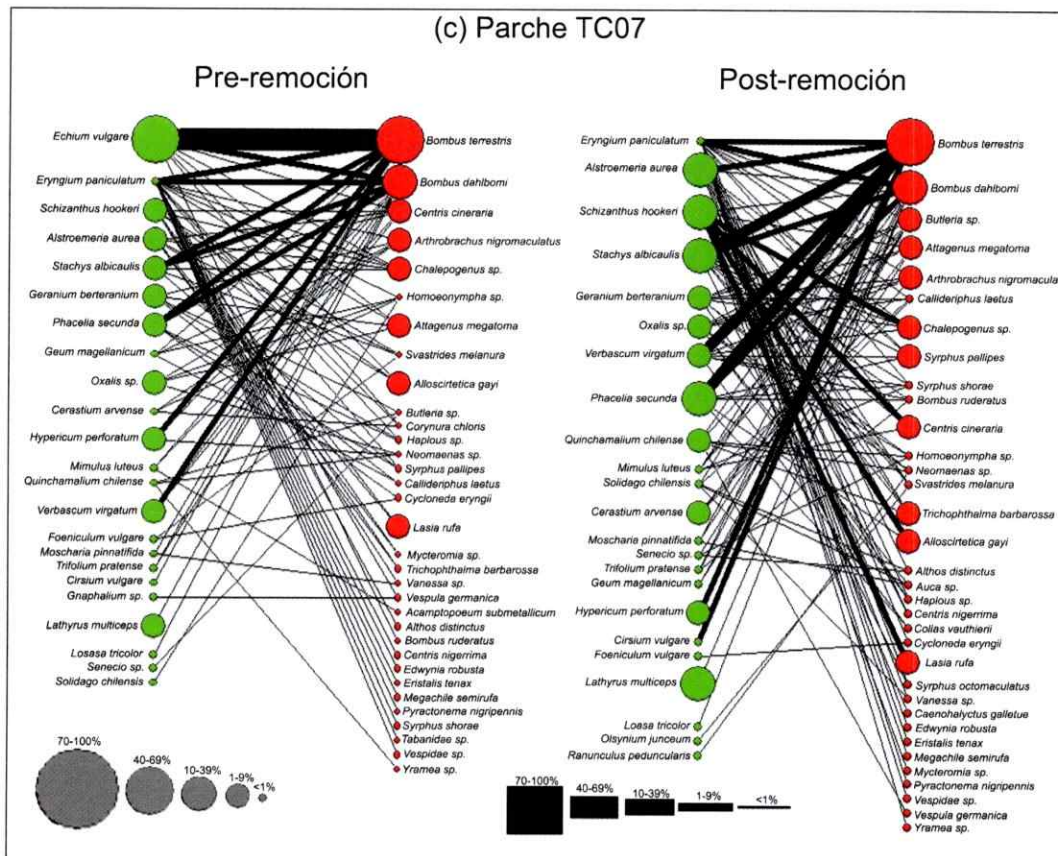 (c) Parche TC07
Pre-remoción
Echium vulgare
Eryngium paniculatum
Schizanthus hookeri
Alstroemeria aurea
Stachys albicaulis
Geranium berteranium
Phacelia secunda
Geum magellanicum
Oxalis sp.
Cerastium arvense
Hypericum perforatum
Mimulus luteus
Quinchamalium chilense
Verbascum virgatum
Foeniculum vulgare
Moscharia pinnatifida
Trifolium pratense
Cirsium vulgare
Gnaphalium sp.
Lathyrus multiceps
Losasa tricolor
Senecio sp.
Solidago chilensis
Bombus terrestris
Bombus dahlbomi
Centris cineraria
Arthrobrachus nigromaculatus
Chalepogenus sp.
Homoeonympha sp.
Attagenus megatoma
Svastrides melanura
Alloscirtetica gayi
Butleria sp.
Corynura chloris
Haplous sp.
Neomaenas sp.
Syrphus pallipes
Callideriphus laetus
Cycloneda eryngii
Lasia rufa
Mycteromia sp.
Trichophthalma barbarossa
Vanessa sp.
Vespula germanica
Acamptopoeum submetallicum
Althos distinctus
Bombus ruderatus
Centris nigerrima
Edwynia robusta
Eristalis tenax
Megachile semirufa
Pyractonema nigripennis
Syrphus shorae
Tabanidae sp.
Vespidae sp.
Yramea sp.
70-100%
40-69%
10-39%
1-9%
<1%
Post-remoción
Eryngium paniculatum
Alstroemeria aurea
Schizanthus hookeri
Stachys albicaulis
Geranium berteranium
Oxalis sp.
Verbascum virgatum
Phacelia secunda
Quinchamalium chilense
Mimulus luteus
Solidago chilensis
Cerastium arvense
Moscharia pinnatifida
Senecio sp.
Trifolium pratense
Geum magellanicum
Hypericum perforatum
Cirsium vulgare
Foeniculum vulgare
Lathyrus multiceps
Loasa tricolor
Olsynium junceum
Ranunculus peduncularis
Bombus terrestris
Bombus dahlbomi
Butleria sp.
Attagenus megatoma
Arthrobrachus nigromacula
Callideriphus laetus
Chalepogenus sp.
Syrphus pallipes
Syrphus shorae
Bombus ruderatus
Centris cineraria
Homoeonympha sp.
Neomaenas sp.
Svastrides melanura
Trichophthalma barbarossa
Alloscirtetica gayi
Althos distinctus
Auca sp.
Haplous sp.
Centris nigerrima
Colias vauthierii
Cycloneda eryngii
Lasia rufa
Syrphus octomaculatus
Vanessa sp.
Caenohalyctus galletue
Edwynia robusta
Eristalis tenax
Megachile semirufa
Mycteromia sp.
Pyractonema nigripennis
Vespidae sp.
Vespula germanica
Yramea sp.
70-100%
40-69%
10-39%
1-9%
<1%